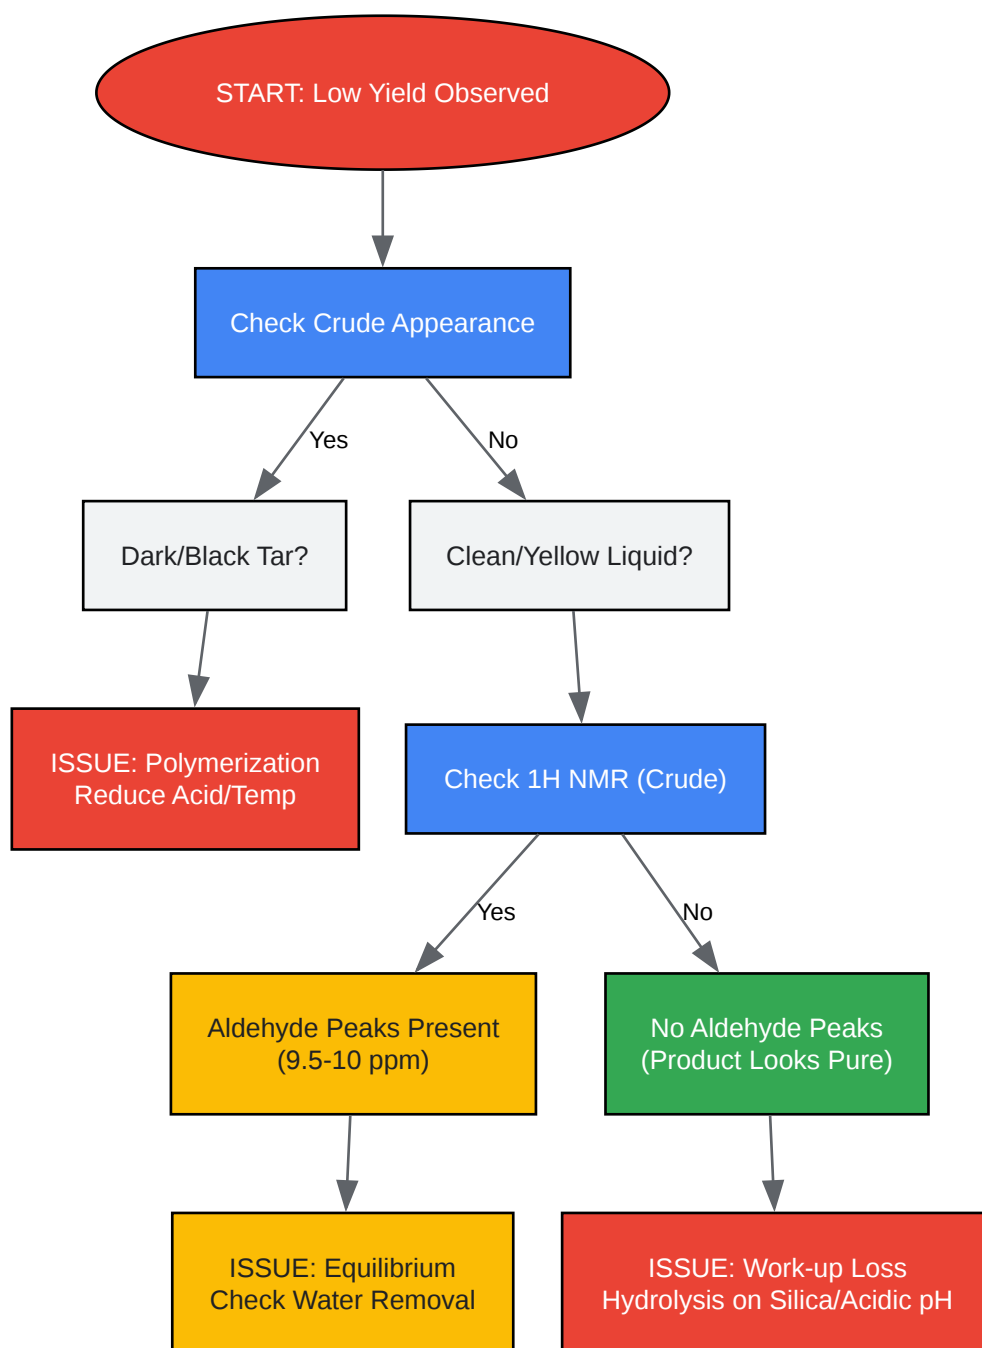 START: Low Yield Observed
Check Crude Appearance
Yes
No
Dark/Black Tar?
Clean/Yellow Liquid?
ISSUE: Polymerization
Reduce Acid/Temp
Check 1H NMR (Crude)
Yes
No
Aldehyde Peaks Present
(9.5-10 ppm)
No Aldehyde Peaks
(Product Looks Pure)
ISSUE: Equilibrium
Check Water Removal
ISSUE: Work-up Loss
Hydrolysis on Silica/Acidic pH